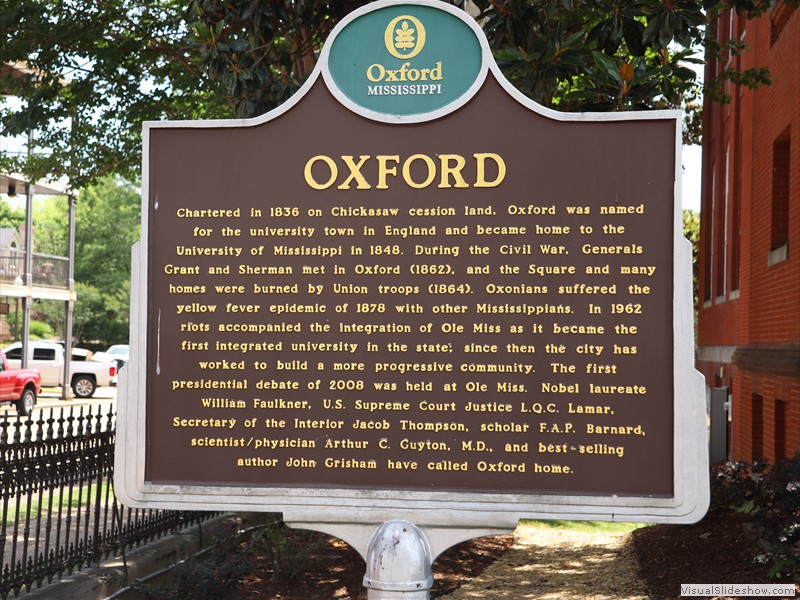 Oxford
MISSISSIPPI
OXFORD
Chartered in 1836 on Chickasaw cession land, Oxford was named
for the university town in England and became home to the
University of Mississippi in 1848. During the Civil War, Generals
Grant and Sherman met in Oxford (1862), and the Square and many
homes were burned by Union troops (1864). Oxonians suffered the
yellow fever epidemic of 1878 with other Mississippians. In 1962
riots accompanied the integration of Ole Miss as it became the
first integrated university in the state; since then the city has
worked to build a more progressive community. The first
presidential debate of 2008 was held at Ole Miss. Nobel laureate
William Faulkner, U.S. Supreme Court Justice L.Q.C. Lamar,
Secretary of the Interior Jacob Thompson, scholar F.A.P. Barnard,
scientist/physician Arthur C. Guyton, M.D., and best-selling
author John Grisham have called Oxford home.
VisualSlideshow.com